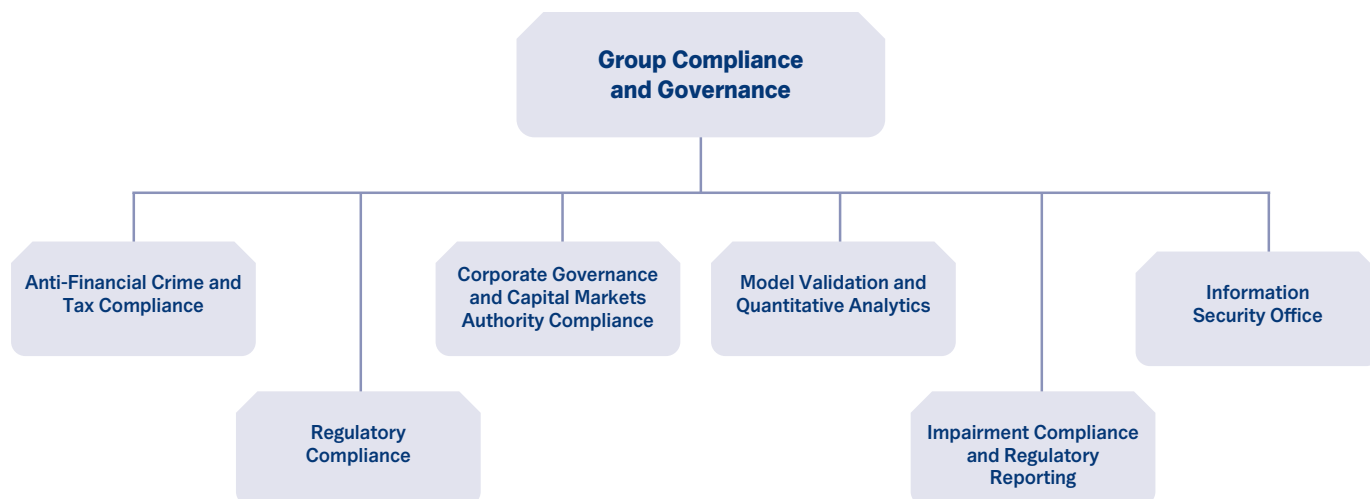 Group Compliance
and Governance
Anti-Financial Crime and
Tax Compliance
Corporate Governance
and Capital Markets
Authority Compliance
Model Validation and
Quantitative Analytics
Information
Security Office
Regulatory
Compliance
Impairment Compliance
and Regulatory
Reporting